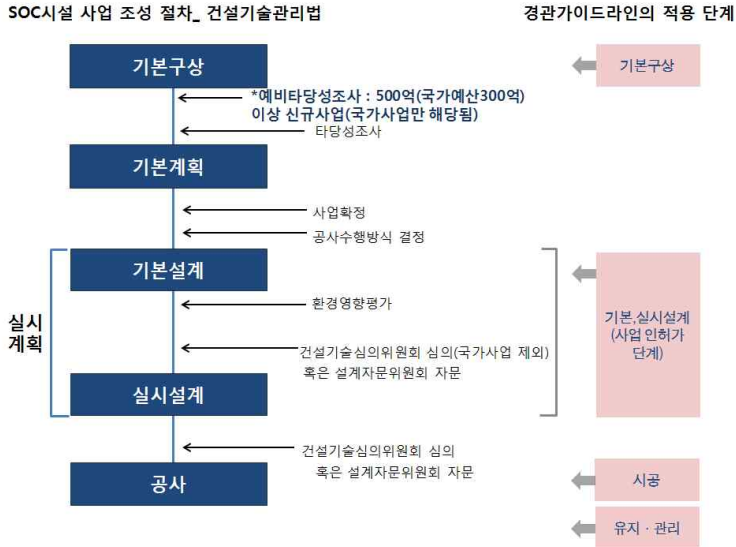 SOC시설 사업 조성 절차_ 건설기술관리법
경관가이드라인의 적용 단계
기본구상
기본구상
*예비타당성조사 : 500억(국가예산300억)
이상 신규사업(국가사업만 해당됨)
타당성조사
기본계획
사업확정
공사수행방식 결정
기본설계
환경영향평가
실시
계획
기본,실시설계
(사업 인허가
단계)
건설기술심의위원회 심의(국가사업 제외)
혹은 설계자문위원회 자문
실시설계
건설기술심의위원회 심의
혹은 설계자문위원회 자문
공사
시공
유지 · 관리